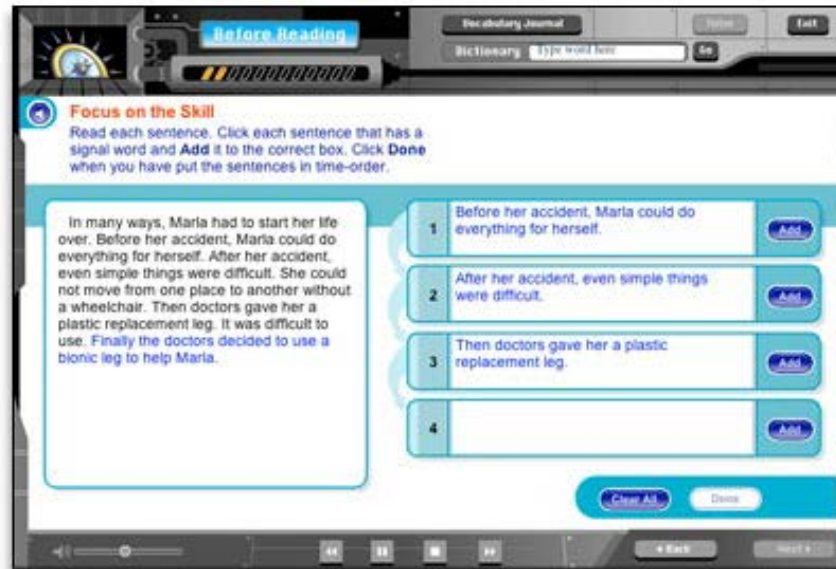 Before Reading
Vocabulary Journal
Exit
Dictionary Type word here Go
Focus on the Skill
Read each sentence. Click each sentence that has a
signal word and Add it to the correct box. Click Done
when you have put the sentences in time-order.
In many ways, Marla had to start her life
over. Before her accident, Marla could do
everything for herself. After her accident,
even simple things were difficult. She could
not move from one place to another without
a wheelchair. Then doctors gave her a
plastic replacement leg. It was difficult to
use. Finally the doctors decided to use a
bionic leg to help Marla.
1 Before her accident, Marla could do
everything for herself. Add
2 After her accident, even simple things
were difficult. Add
3 Then doctors gave her a plastic
replacement leg. Add
4 Add
Clear All Done
Back Next